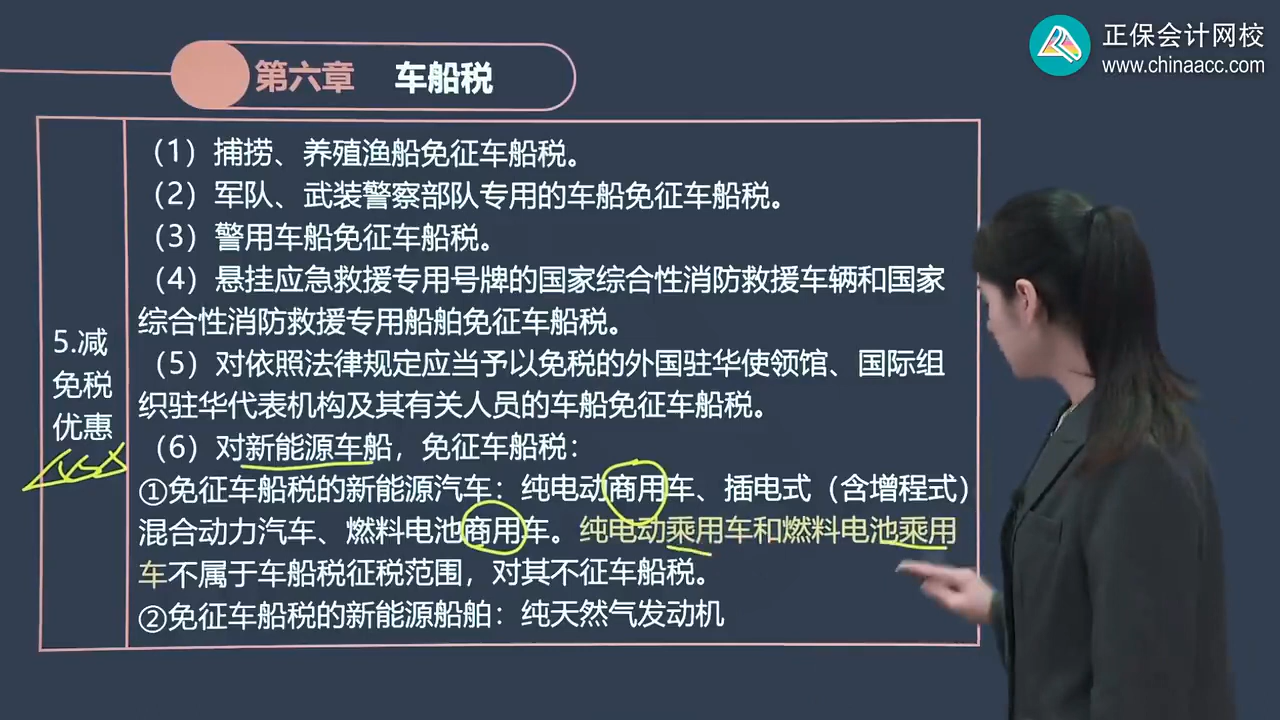 正保会计网校
www.chinaacc.com
第六章 车船税
5.减
免税
优惠
（1）捕捞、养殖渔船免征车船税。
（2）军队、武装警察部队专用的车船免征车船税。
（3）警用车船免征车船税。
（4）悬挂应急救援专用号牌的国家综合性消防救援车辆和国家
综合性消防救援专用船舶免征车船税。
（5）对依照法律规定应当予以免税的外国驻华使领馆、国际组
织驻华代表机构及其有关人员的车船免征车船税。
（6）对新能源车船，免征车船税：
①免征车船税的新能源汽车：纯电动商用车、插电式（含增程式）
混合动力汽车、燃料电池商用车。纯电动乘用车和燃料电池乘用
车不属于车船税征税范围，对其不征车船税。
②免征车船税的新能源船舶：纯天然气发动机